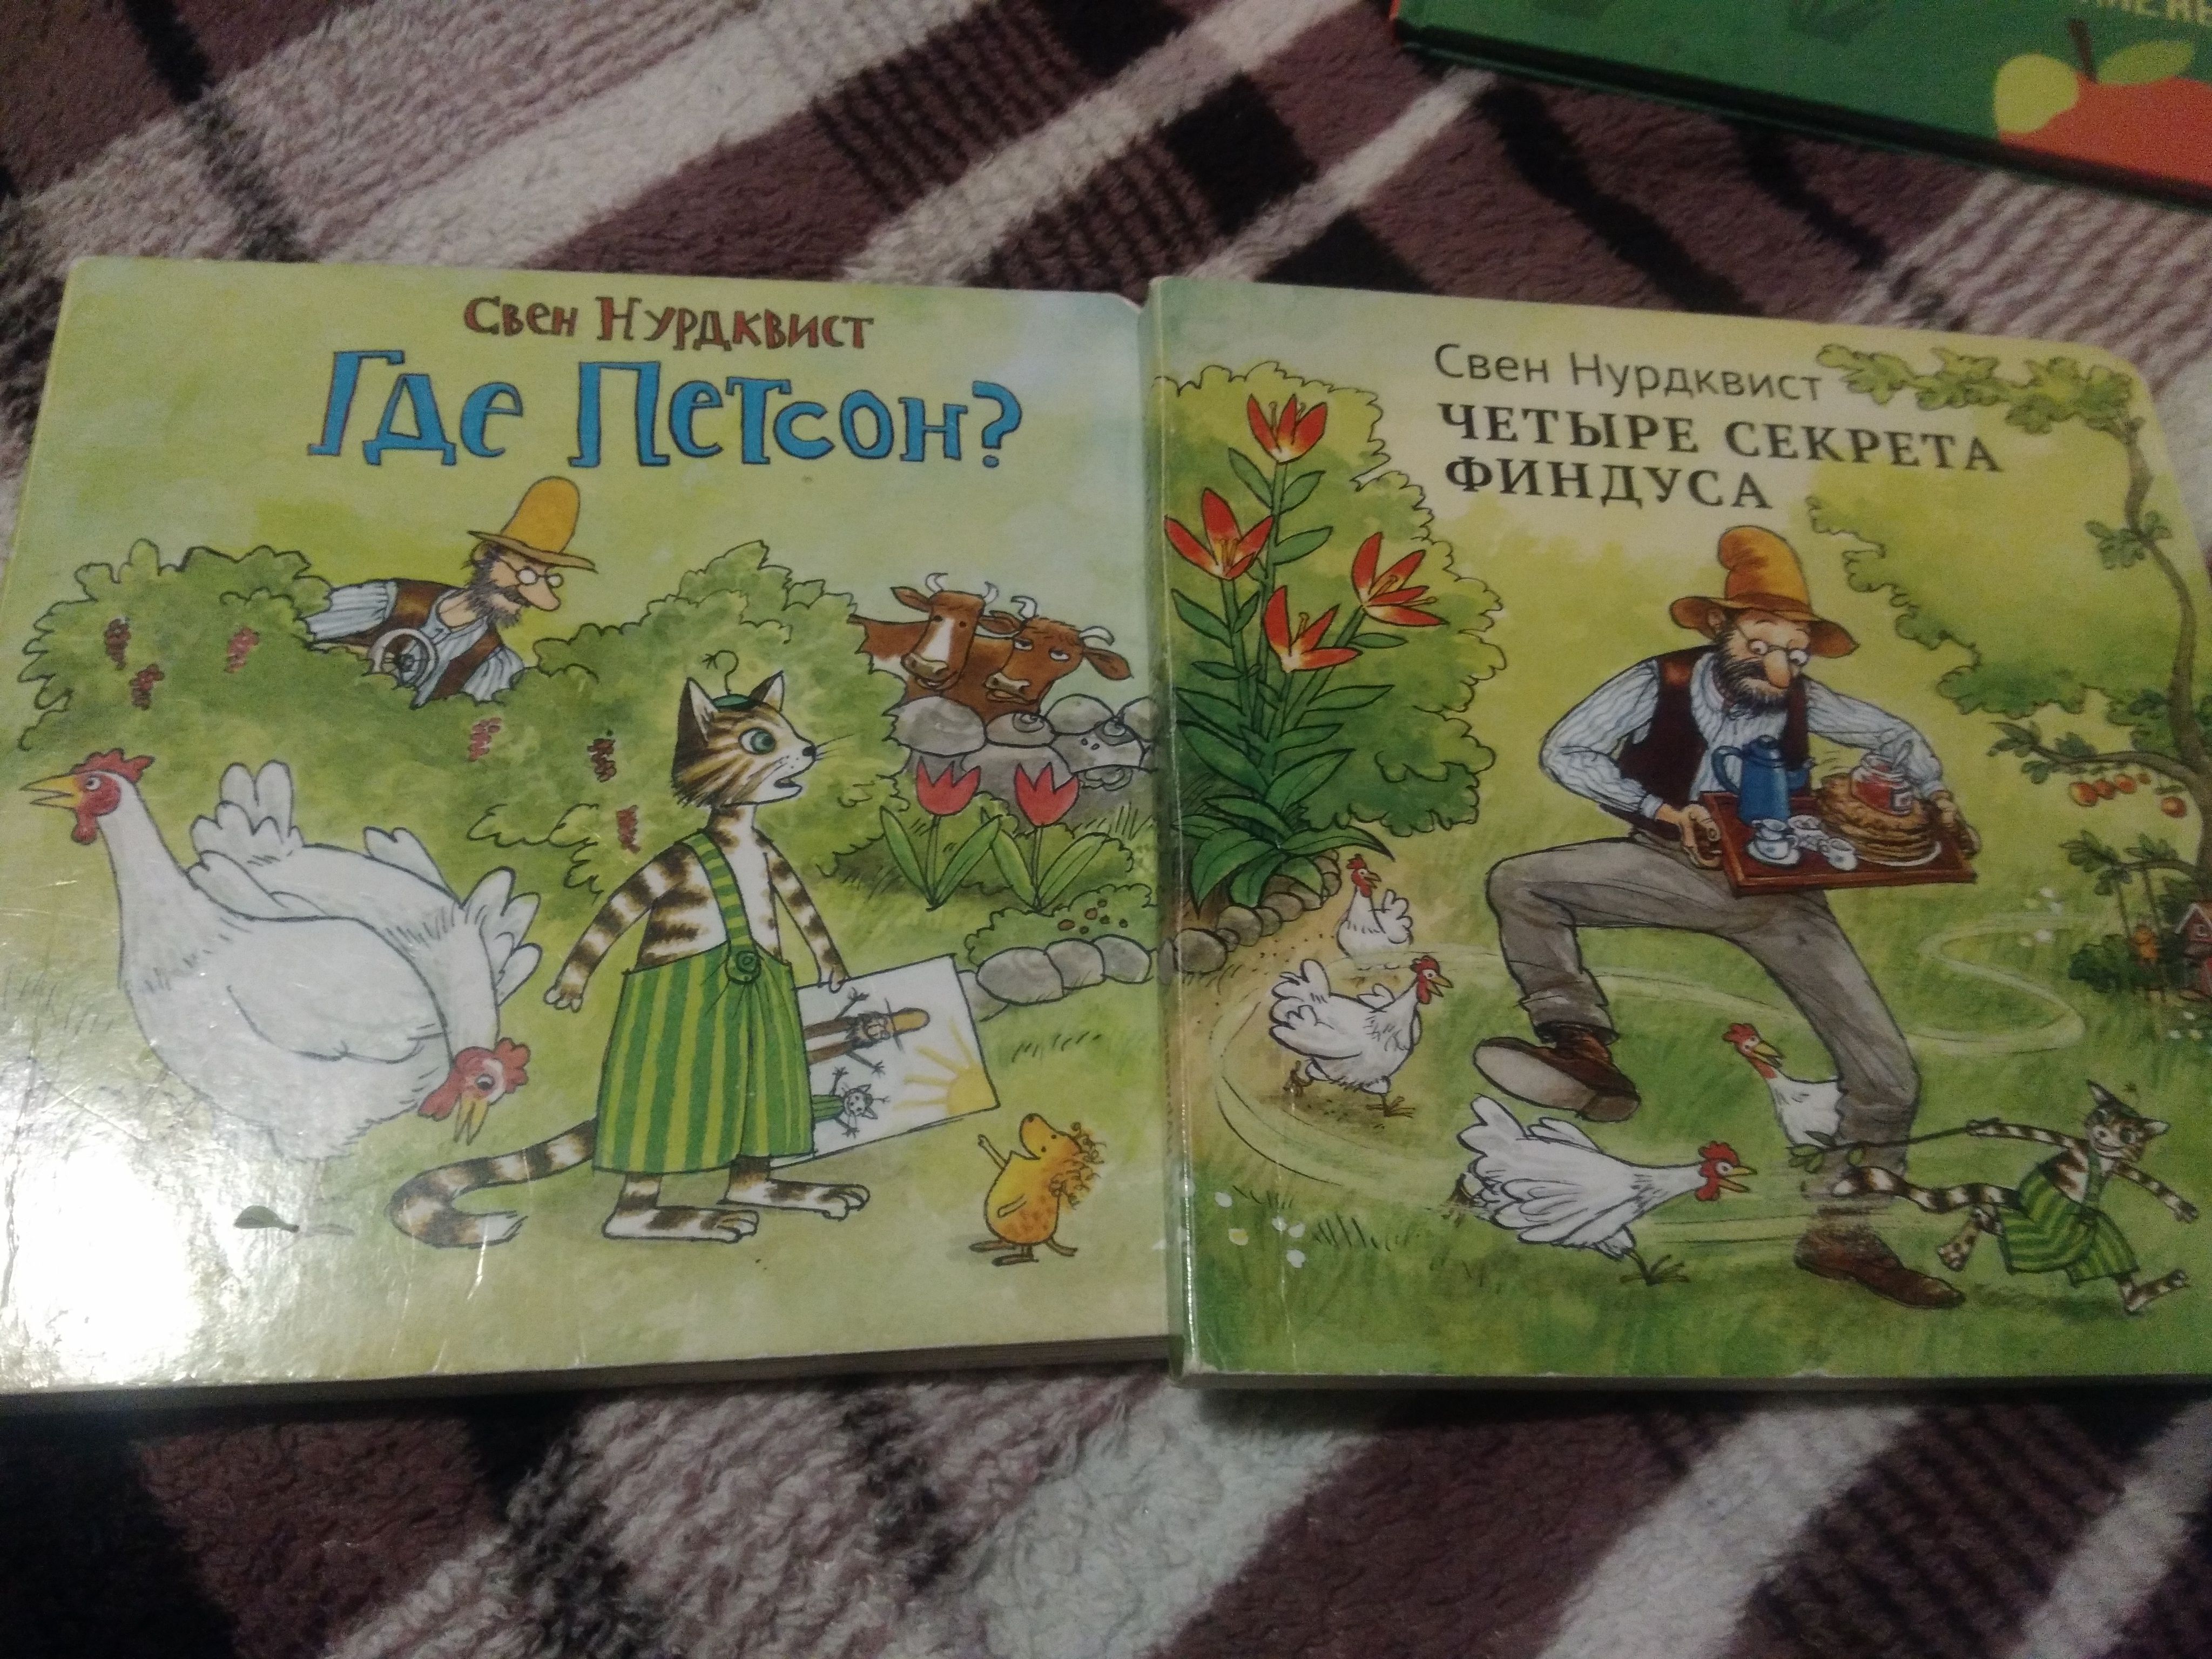 Свен Нурдквист
Где Петсон?
Свен Нурдквист
ЧЕТЫРЕ СЕКРЕТА
ФИНДУСА